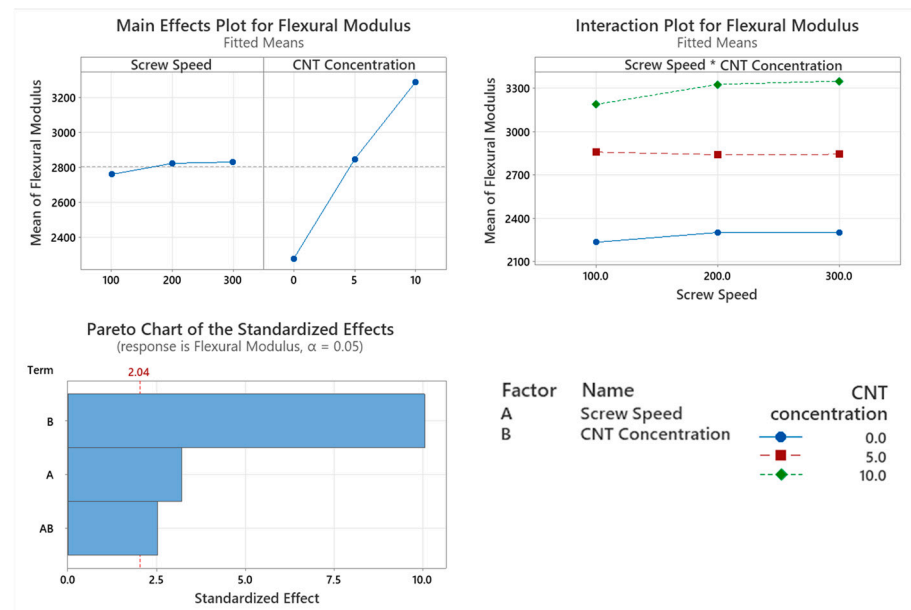 Main Effects Plot for Flexural Modulus
Fitted Means
Screw Speed
CNT Concentration
Mean of Flexural Modulus
3200
3000
2800
2600
2400
100 200 300 0 5 10
Interaction Plot for Flexural Modulus
Fitted Means
Screw Speed * CNT Concentration
Mean of Flexural Modulus
3300
3000
2700
2400
2100
100.0 200.0 300.0
Screw Speed
Pareto Chart of the Standardized Effects
(response is Flexural Modulus, α = 0.05)
Term
2.04
B
A
AB
0.0 2.5 5.0 7.5 10.0
Standardized Effect
Factor Name
A Screw Speed
B CNT Concentration
CNT
concentration
0.0
5.0
10.0